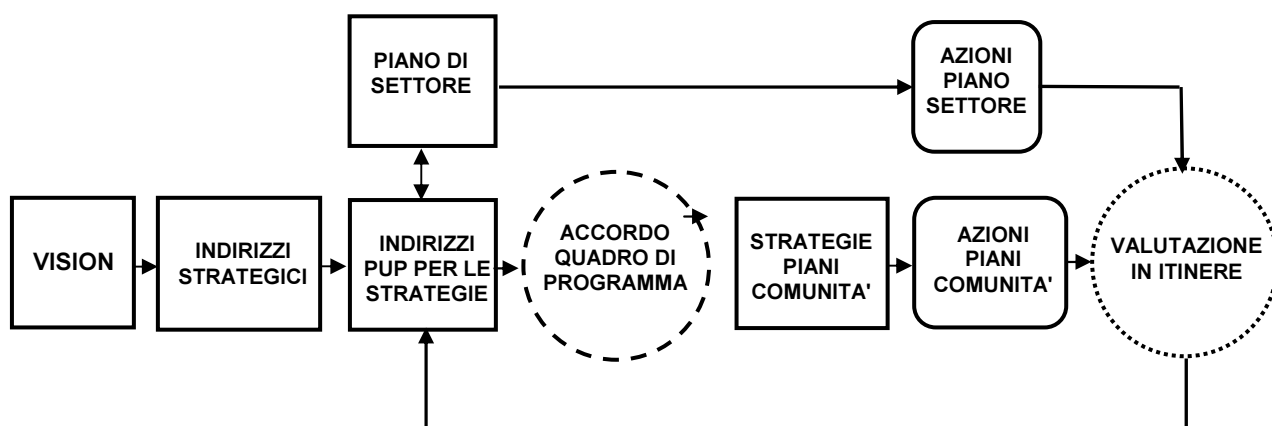 PIANO DI
SETTORE
AZIONI
PIANO
SETTORE
VISION
INDIRIZZI
STRATEGICI
INDIRIZZI
PUP PER LE
STRATEGIE
ACCORDO
QUADRO DI
PROGRAMMA
STRATEGIE
PIANI
COMUNITA'
AZIONI
PIANI
COMUNITA'
VALUTAZIONE
IN ITINERE